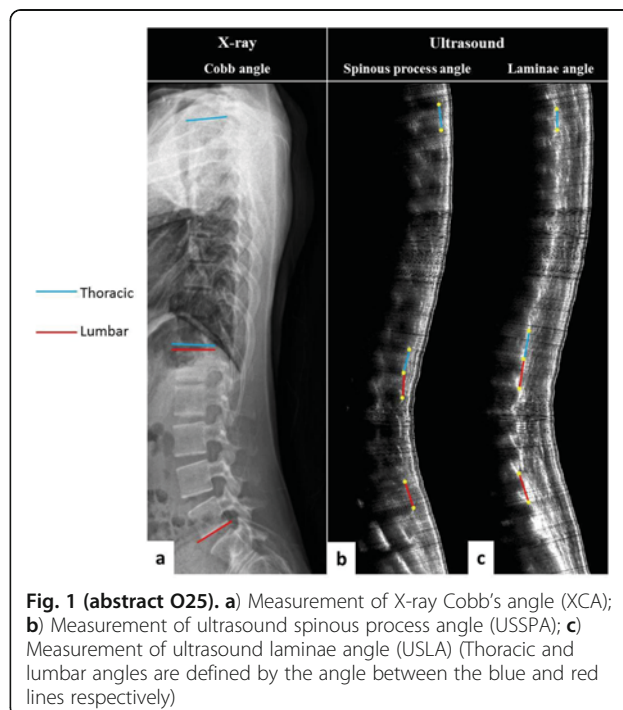 X-ray
Cobb angle
Ultrasound
Spinous process angle
Laminae angle
Thoracic
Lumbar
a
b
c
Fig. 1 (abstract O25). a) Measurement of X-ray Cobb's angle (XCA);
b) Measurement of ultrasound spinous process angle (USSPA); c)
Measurement of ultrasound laminae angle (USLA) (Thoracic and
lumbar angles are defined by the angle between the blue and red
lines respectively)